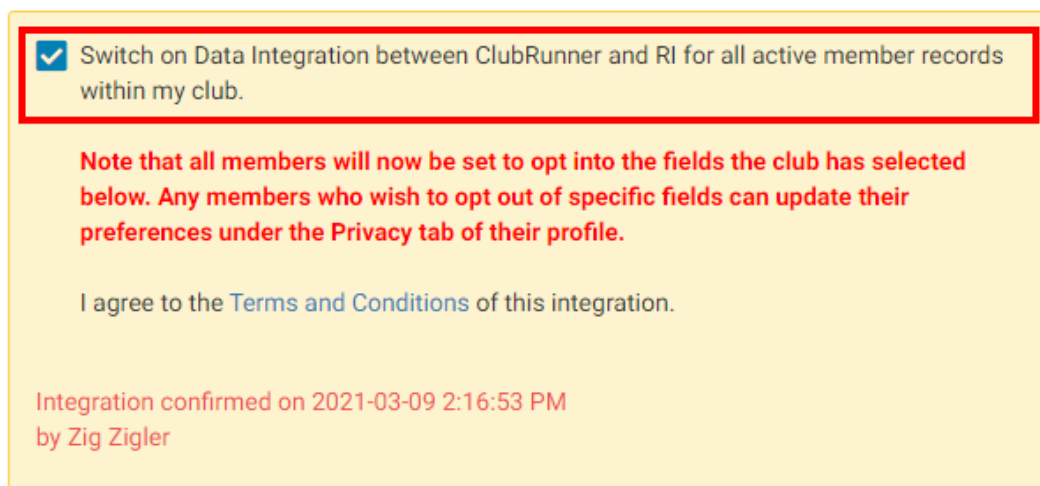 Switch on Data Integration between ClubRunner and RI for all active member records
within my club.
Note that all members will now be set to opt into the fields the club has selected
below. Any members who wish to opt out of specific fields can update their
preferences under the Privacy tab of their profile.
I agree to the Terms and Conditions of this integration.
Integration confirmed on 2021-03-09 2:16:53 PM
by Zig Zigler